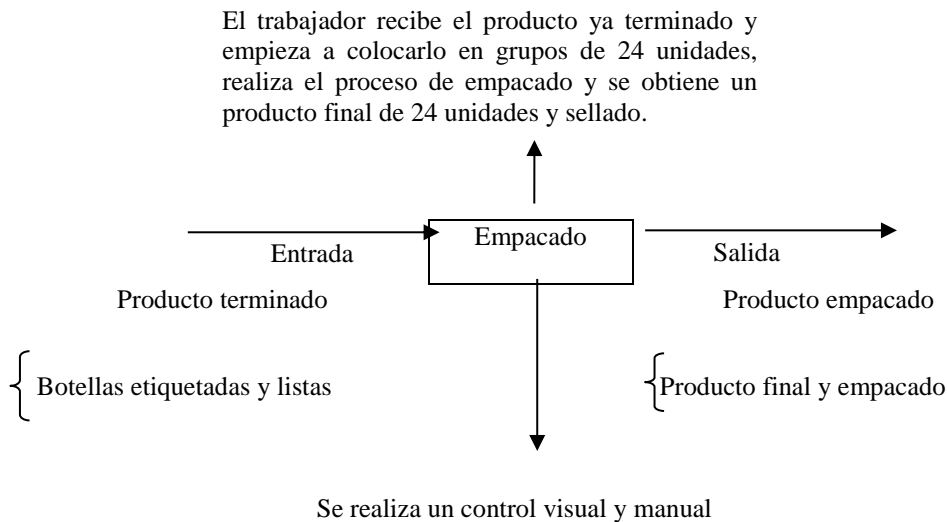 El trabajador recibe el producto ya terminado y
empieza a colocarlo en grupos de 24 unidades,
realiza el proceso de empacado y se obtiene un
producto final de 24 unidades y sellado.
Entrada
Empacado
Salida
Producto terminado
Producto empacado
Botellas etiquetadas y listas
Producto final y empacado
Se realiza un control visual y manual